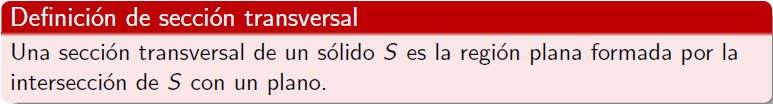 Definición de sección transversal
Una sección transversal de un sólido S es la región plana formada por la
intersección de S con un plano.